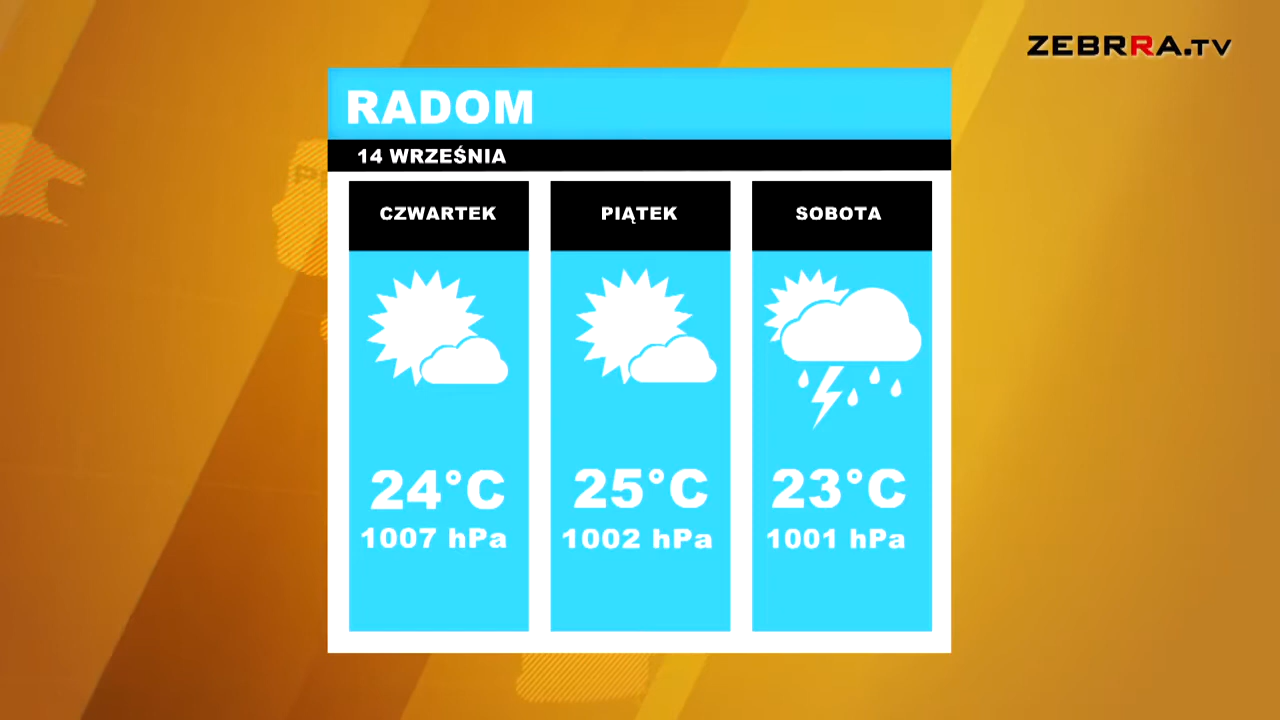 ZEBRRA.TV
RADOM
14 WRZEŚNIA
CZWARTEK
PIĄTEK
SOBOTA
24°C
25°C
23°C
1007 hPa
1002 hPa
1001 hPa